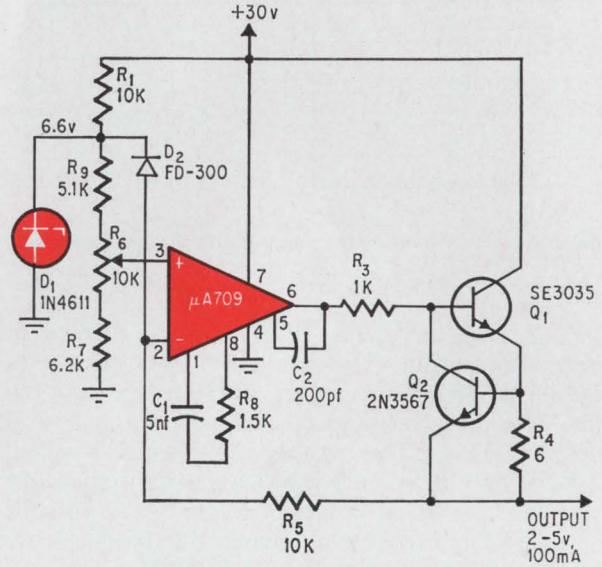 +30v
R1
10K
6.6v
D2
FD-300
R9
5.1K
D1
1N4611
R6
10K
3
+
μA709
7
6
R3
1K
SE3035
Q1
5
4
2
−
8
1
C2
200pf
Q2
2N3567
R7
6.2K
C1
5nf
R8
1.5K
R4
6
R5
10K
OUTPUT
2-5v,
100mA